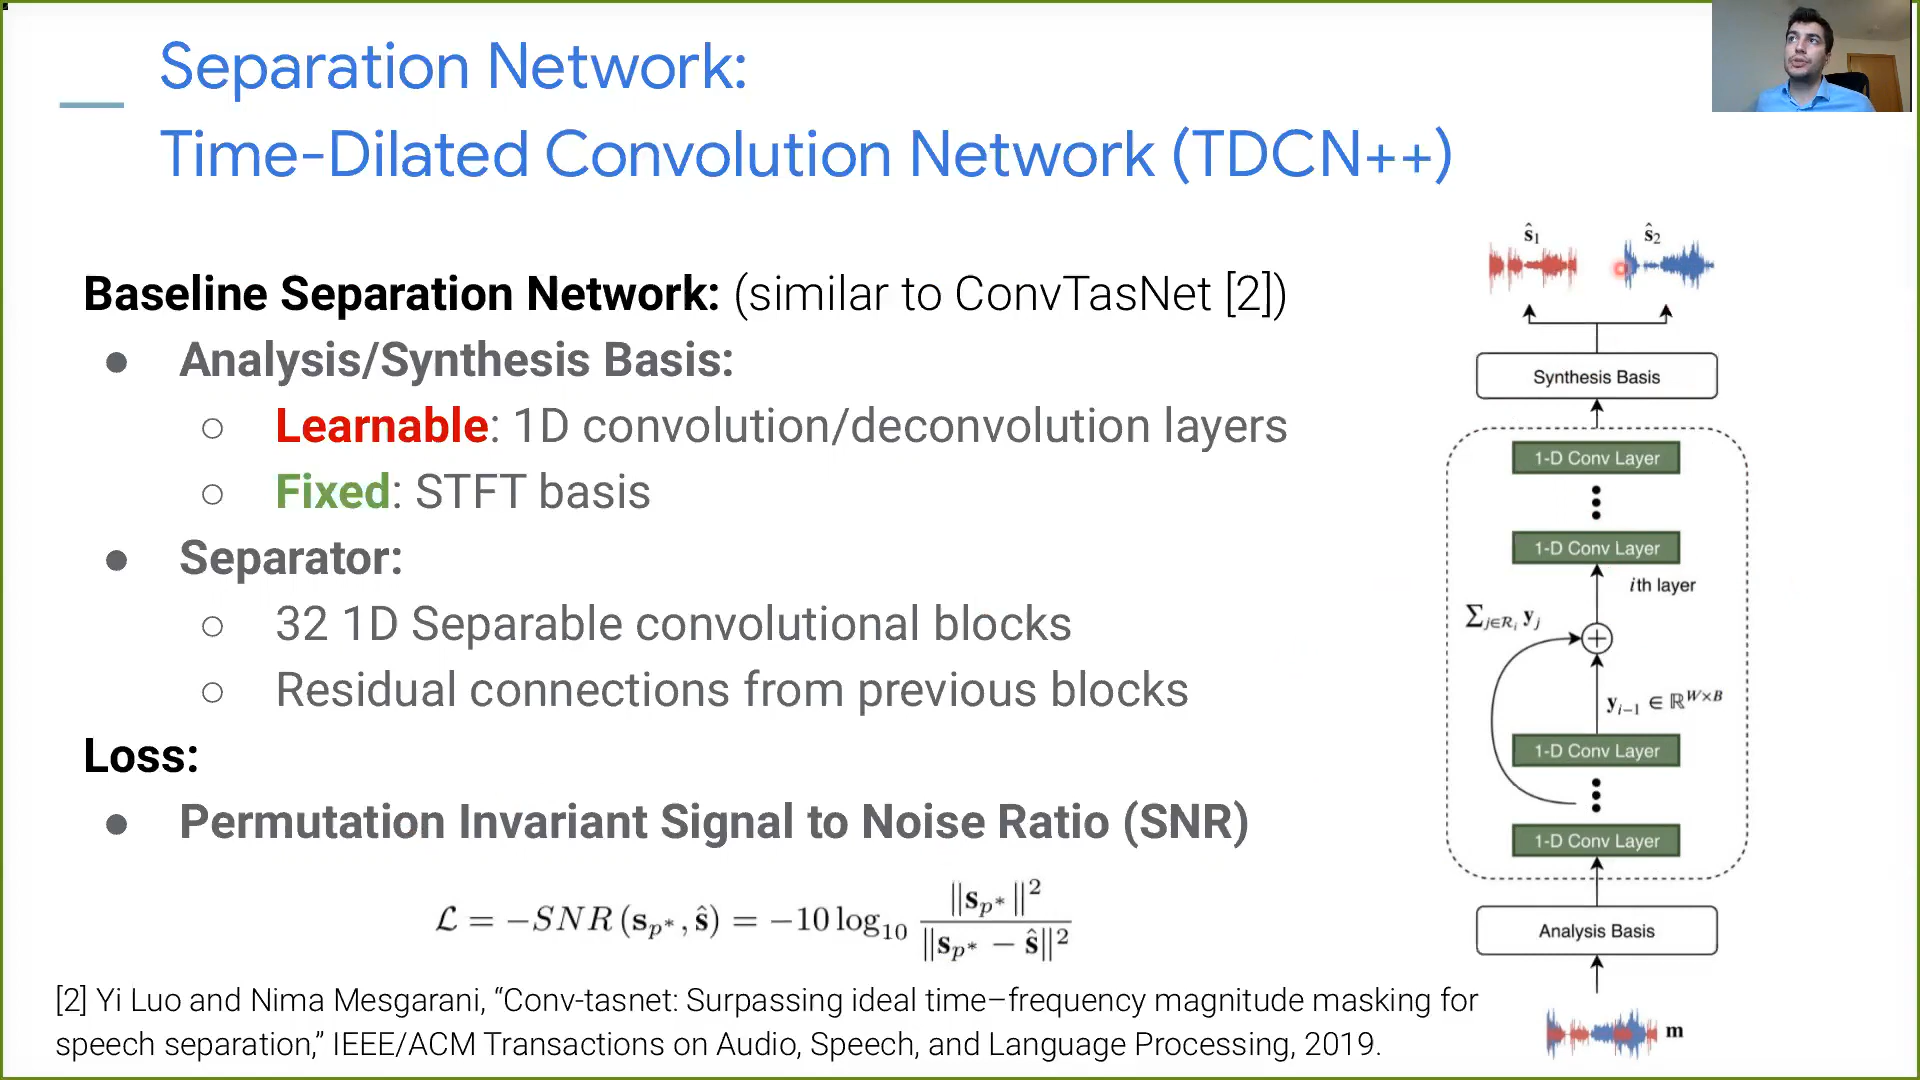 Separation Network:
Time-Dilated Convolution Network (TDCN++)
Baseline Separation Network: (similar to ConvTasNet [2])
● Analysis/Synthesis Basis:
○ Learnable: 1D convolution/deconvolution layers
○ Fixed: STFT basis
● Separator:
○ 32 1D Separable convolutional blocks
○ Residual connections from previous blocks
Loss:
● Permutation Invariant Signal to Noise Ratio (SNR)
ℒ = −SNR(s_{p*}, ŝ) = −10 log₁₀ ‖s_{p*}‖² / ‖s_{p*} − ŝ‖²
[2] Yi Luo and Nima Mesgarani, “Conv-tasnet: Surpassing ideal time–frequency magnitude masking for
speech separation,” IEEE/ACM Transactions on Audio, Speech, and Language Processing, 2019.
ŝ₁ ŝ₂
Synthesis Basis
1-D Conv Layer
1-D Conv Layer
ith layer
∑_{j∈ℛ_i} y_j
+
y_{i−1} ∈ ℝ^{W×B}
1-D Conv Layer
1-D Conv Layer
Analysis Basis
m